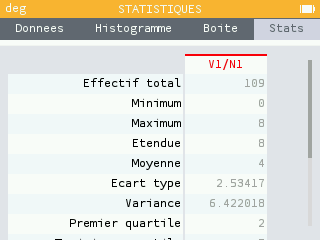 deg STATISTIQUES
Donnees Histogramme Boite Stats
V1/N1
Effectif total 109
Minimum 0
Maximum 8
Etendue 8
Moyenne 4
Ecart type 2.53417
Variance 6.422018
Premier quartile 2